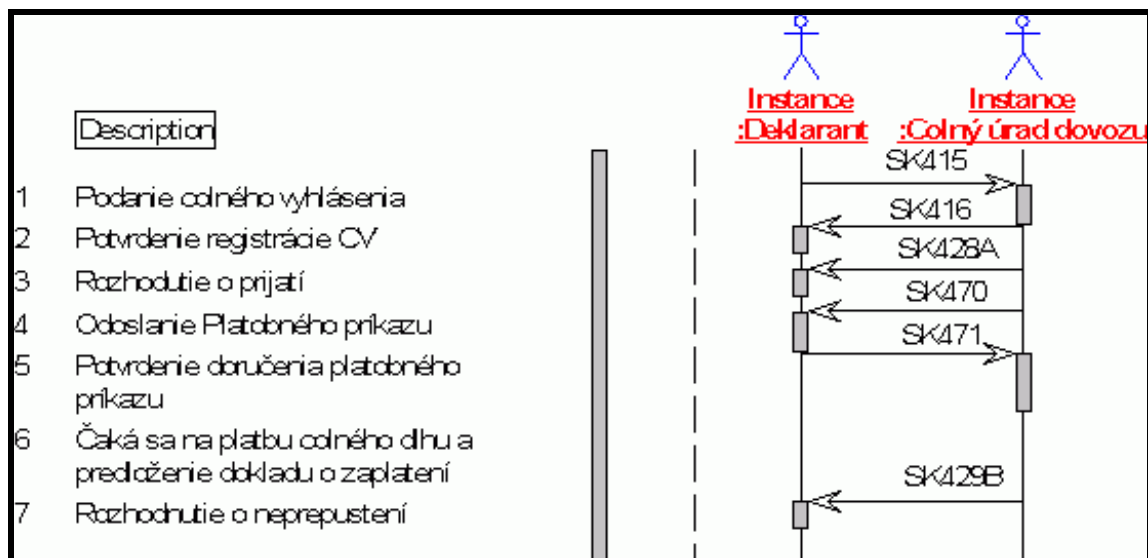 Instance Instance
:Deklarant :Colný úrad dovozu
Description
SK415
1 Podanie colného vyhlásenia
SK416
2 Potvrdenie registrácie CV
SK428A
3 Rozhodutie o prijatí
SK470
4 Odoslanie Platobného príkazu
SK471
5 Potvrdenie doručenia platobného
príkazu
6 Čaká sa na platbu colného dlhu a
predloženie dokladu o zaplatení
SK429B
7 Rozhodnutie o neprepustení